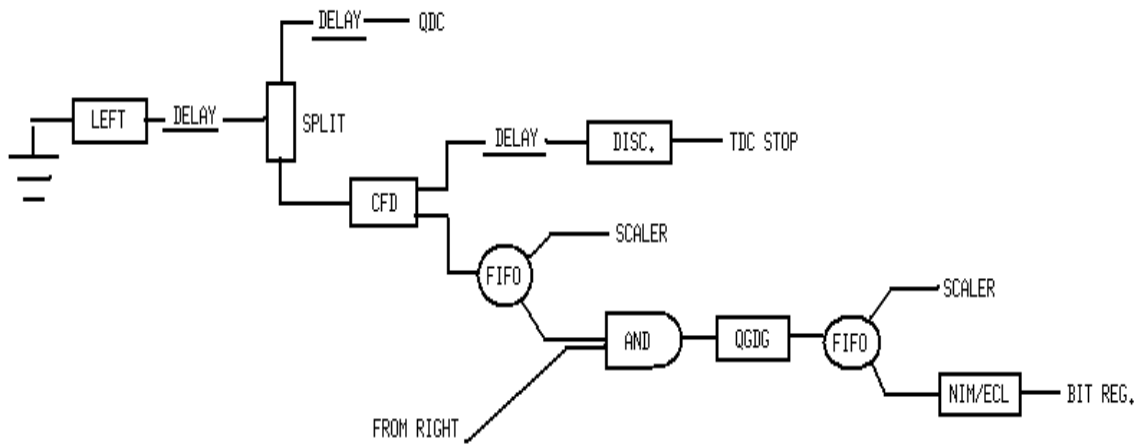 DELAY QDC
LEFT DELAY SPLIT
DELAY DISC. TDC STOP
CFD
SCALER
FIFO
SCALER
AND QGDG FIFO
NIM/ECL BIT REG.
FROM RIGHT